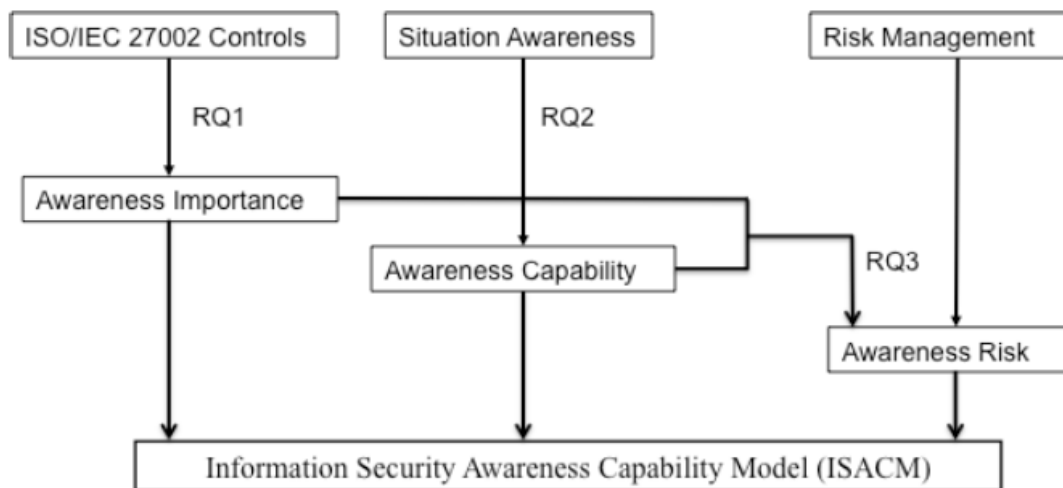 ISO/IEC 27002 Controls
Situation Awareness
Risk Management
RQ1
RQ2
Awareness Importance
Awareness Capability
RQ3
Awareness Risk
Information Security Awareness Capability Model (ISACM)